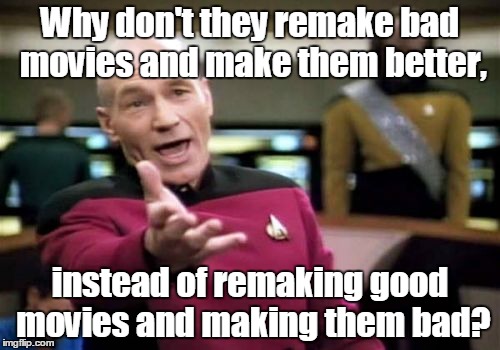 Why don't they remake bad
movies and make them better,
instead of remaking good
movies and making them bad?
imgflip.com